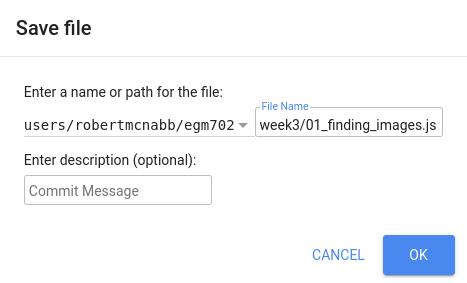 Save file
Enter a name or path for the file:
File Name
users/robertmcnabb/egm702 week3/01_finding_images.js
Enter description (optional):
Commit Message
CANCEL OK